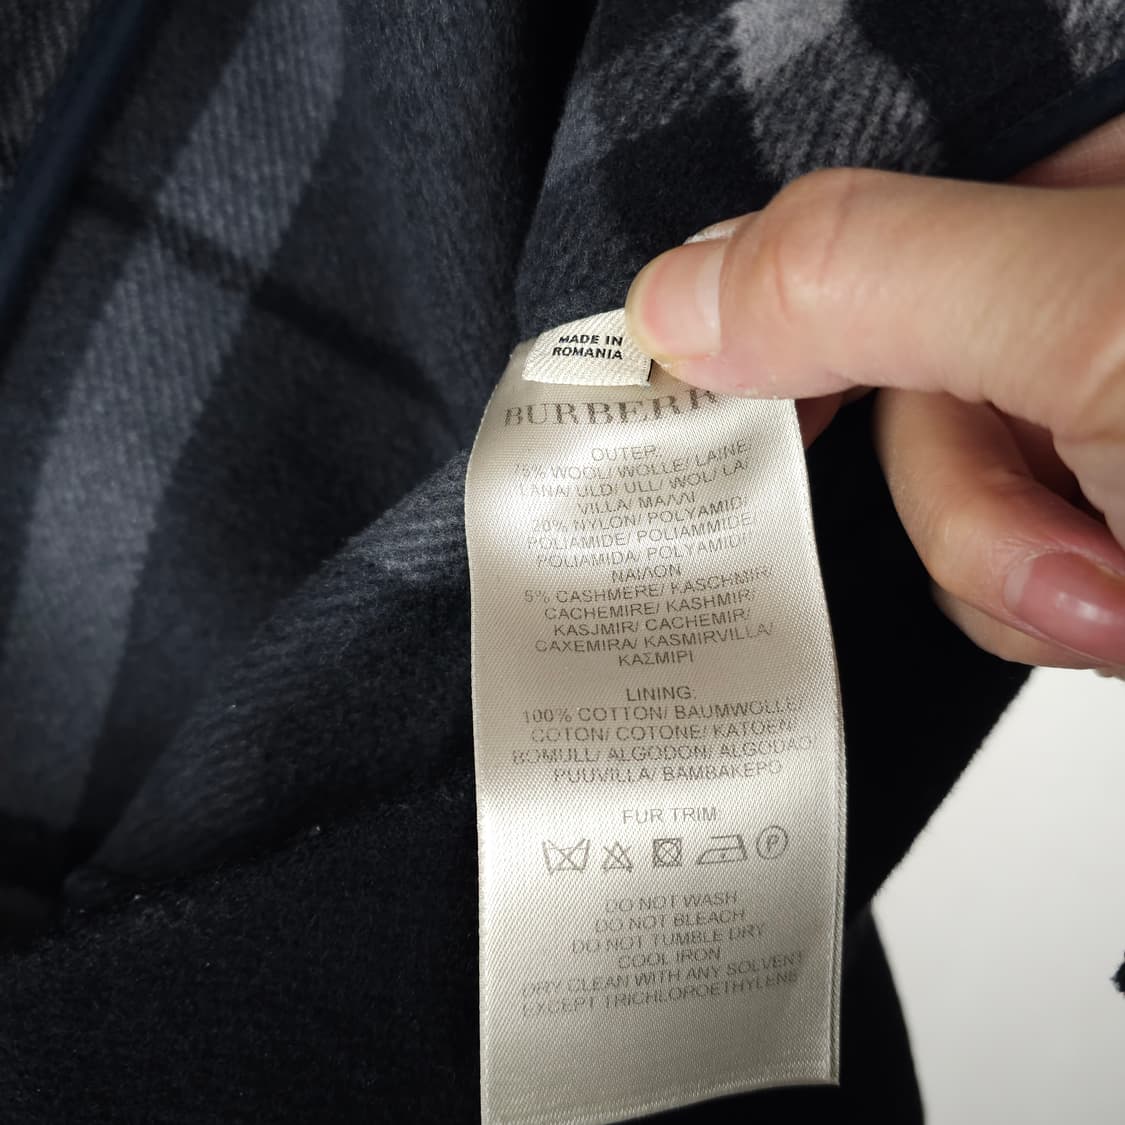 MADE IN
ROMANIA
BURBERR
OUTER:
75% WOOL/ WOLLE/ LAINE/
LANA/ ULD/ ULL/ WOL/ LA/
VILLA/ ΜΑΛΛΙ
20% NYLON/ POLYAMID/
POLIAMIDE/ POLIAMMIDE/
POLIAMIDA/ POLYAMIDI/
ΝΑΙΛΟΝ
5% CASHMERE/ KASCHMIR/
CACHEMIRE/ KASHMIR/
KASJMIR/ CACHEMIR/
CAXEMIRA/ KASMIRVILLA/
ΚΑΣΜΙΡΙ
LINING:
100% COTTON/ BAUMWOLLE/
COTON/ COTONE/ KATOEN/
BOMULL/ ALGODON/ ALGODAO
PUUVILLA/ ΒΑΜΒΑΚΕΡΟ
FUR TRIM:
P
DO NOT WASH
DO NOT BLEACH
DO NOT TUMBLE DRY
COOL IRON
DRY CLEAN WITH ANY SOLVENT
EXCEPT TRICHLOROETHYLENE